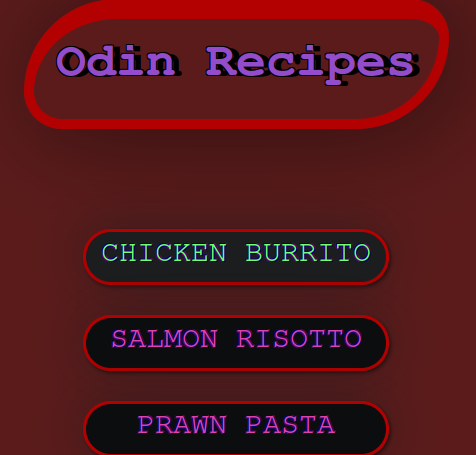 Odin Recipes
CHICKEN BURRITO
SALMON RISOTTO
PRAWN PASTA